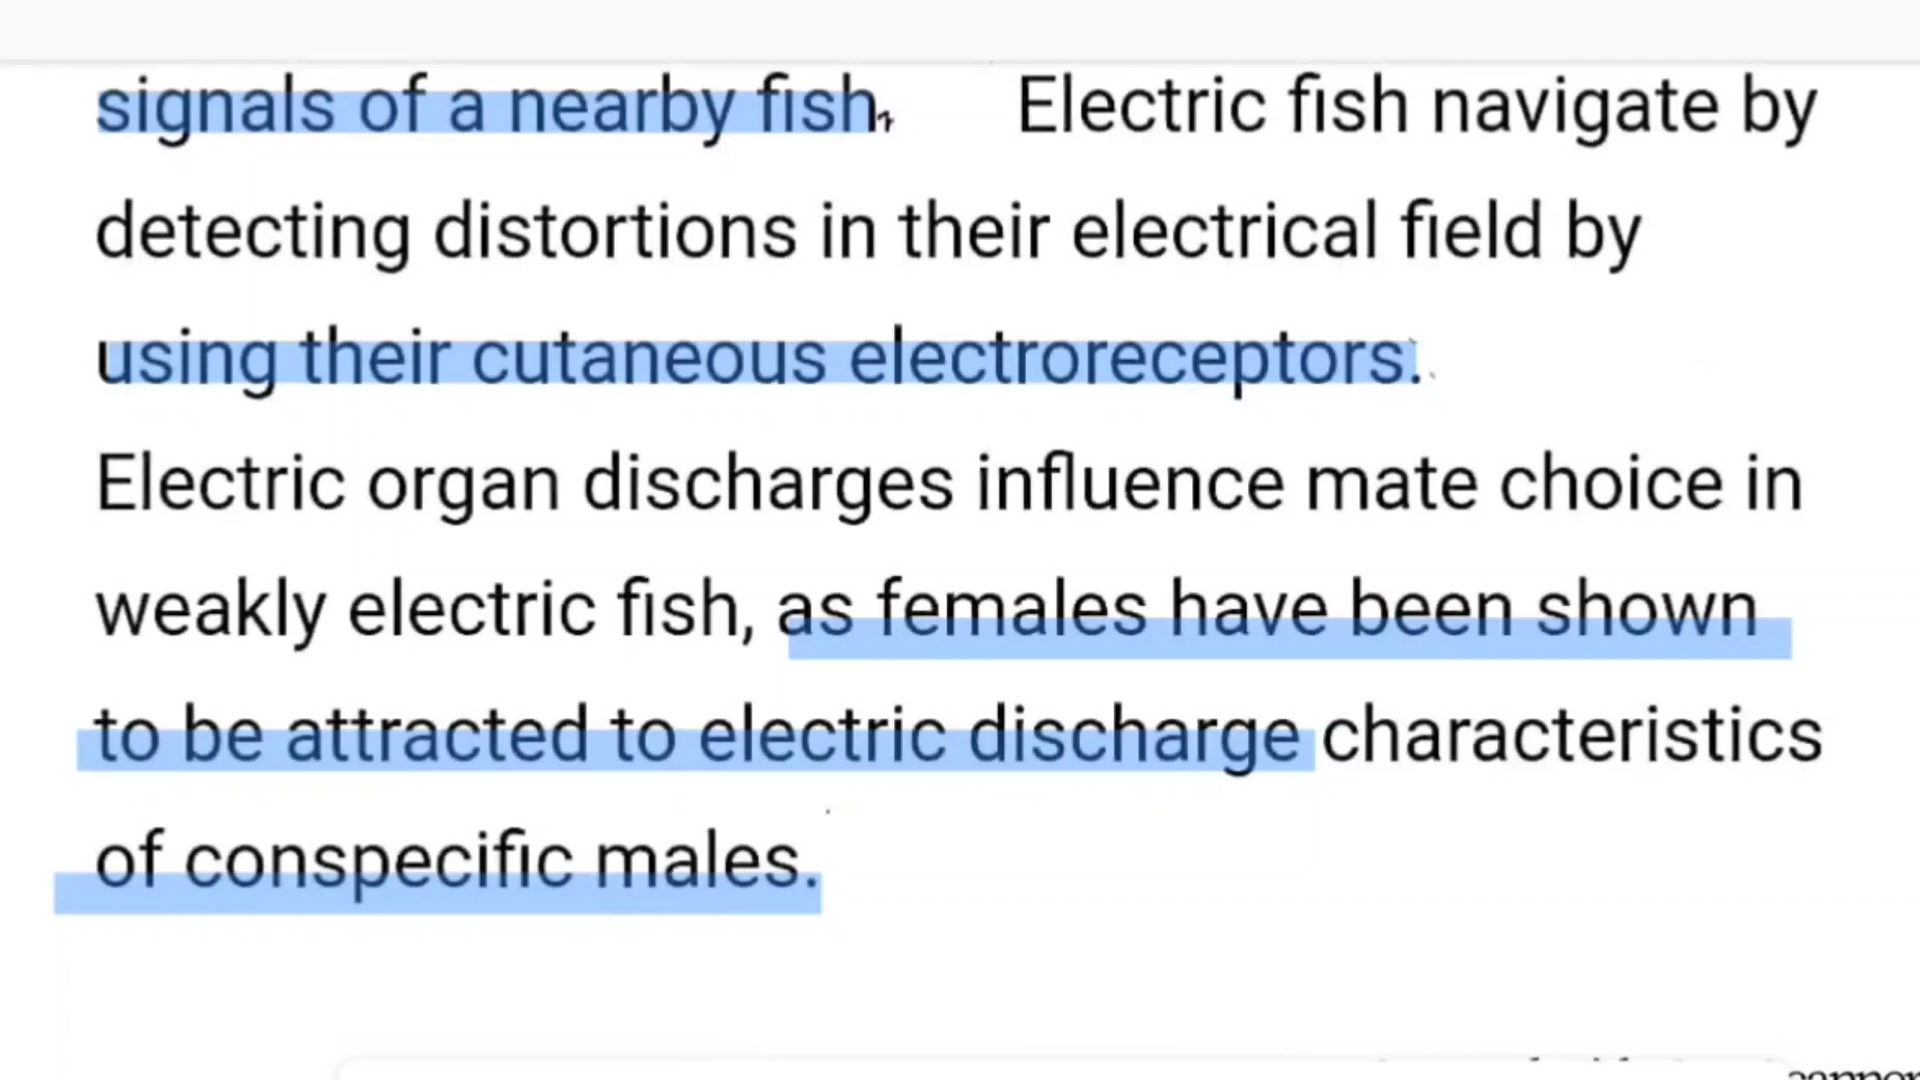 signals of a nearby fish, Electric fish navigate by
detecting distortions in their electrical field by
using their cutaneous electroreceptors.
Electric organ discharges influence mate choice in
weakly electric fish, as females have been shown
to be attracted to electric discharge characteristics
of conspecific males.